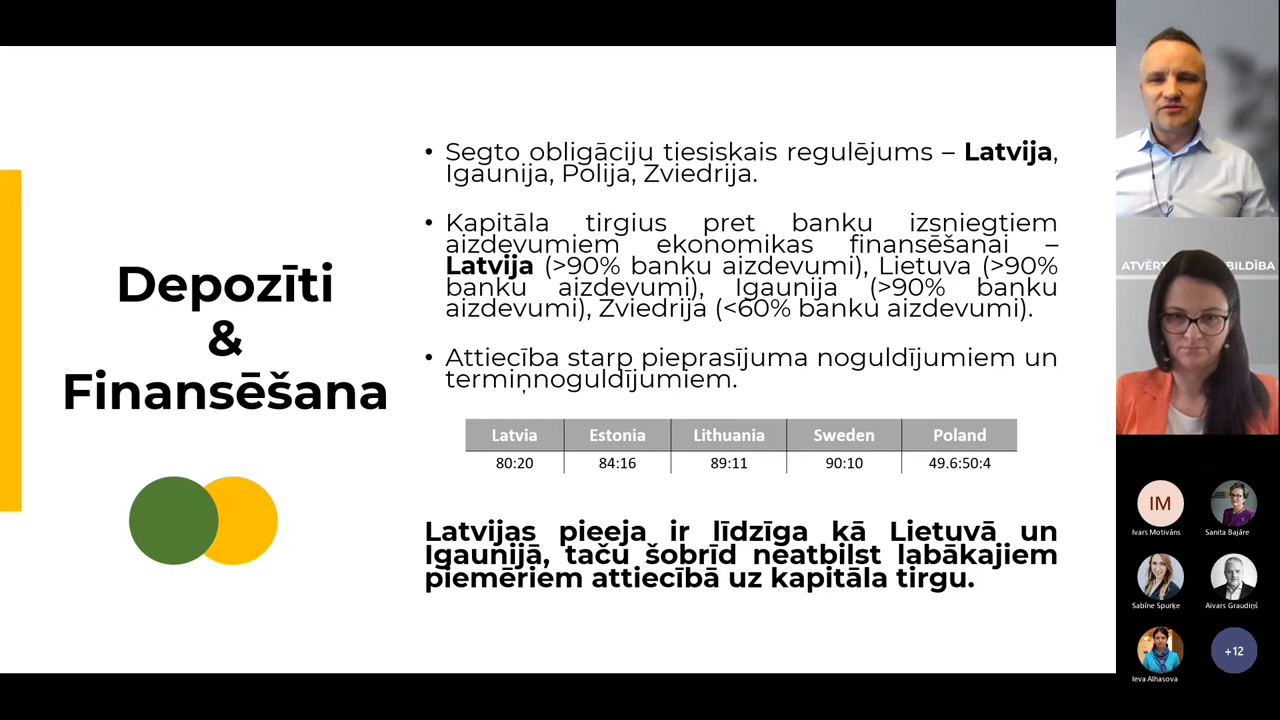 Depozīti
&
Finansēšana
• Segto obligāciju tiesiskais regulējums – Latvija,
Igaunija, Polija, Zviedrija.
• Kapitāla tirgius pret banku izsniegtiem
aizdevumiem ekonomikas finansēšanai –
Latvija (>90% banku aizdevumi), Lietuva (>90%
banku aizdevumi), Igaunija (>90% banku
aizdevumi), Zviedrija (<60% banku aizdevumi).
• Attiecība starp pieprasījuma noguldījumiem un
termiņnoguldījumiem.
Latvia Estonia Lithuania Sweden Poland
80:20 84:16 89:11 90:10 49.6:50:4
Latvijas pieeja ir līdzīga kā Lietuvā un
Igaunijā, taču šobrīd neatbilst labākajiem
piemēriem attiecībā uz kapitāla tirgu.
ATVĒRT BILDĪBA
IM
Ivars Motivāns Sanita Bajāre
Sabīne Spurķe Aivars Graudiņš
Ieva Alhasova +12